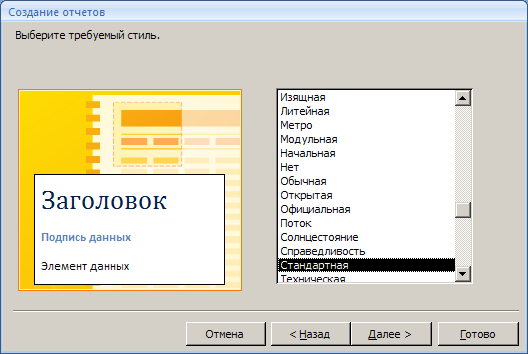 Создание отчетов
Выберите требуемый стиль.
Заголовок
Подпись данных
Элемент данных
Изящная
Литейная
Метро
Модульная
Начальная
Нет
Обычная
Открытая
Официальная
Поток
Солнцестояние
Справедливость
Стандартная
Техническая
Отмена
< Назад
Далее >
Готово